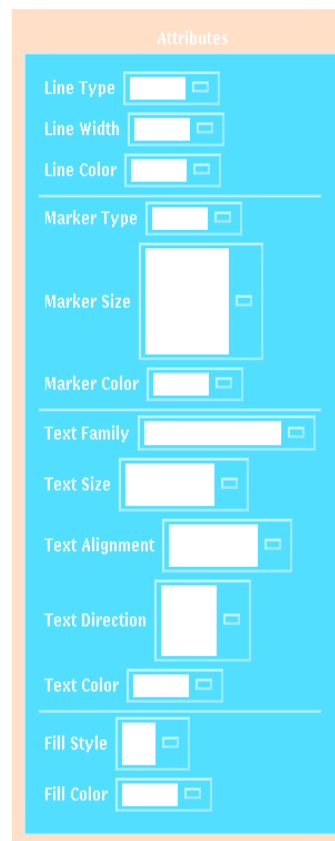 Attributes
Line Type
Line Width
Line Color
Marker Type
Marker Size
Marker Color
Text Family
Text Size
Text Alignment
Text Direction
Text Color
Fill Style
Fill Color